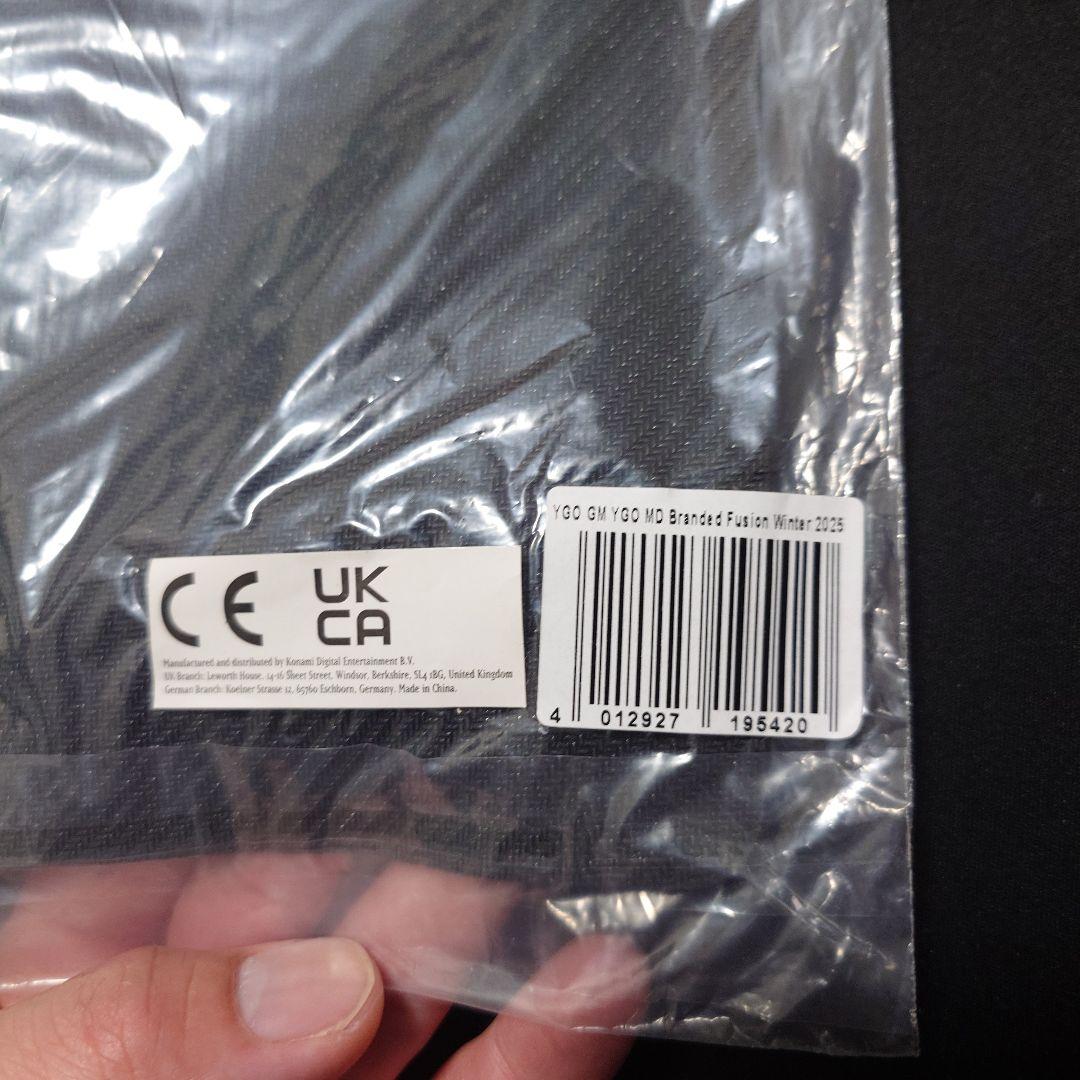 YGO GM YGO MD Branded Fusion Winter 2025
4 012927 195420
CE
UK
CA
Manufactured and distributed by Konami Digital Entertainment B.V.
UK Branch: Leworth House. 14-16 Sheet Street, Windsor, Berkshire, SL4 1BG, United Kingdom
German Branch: Koelner Strasse 12, 65760 Eschborn, Germany. Made in China.